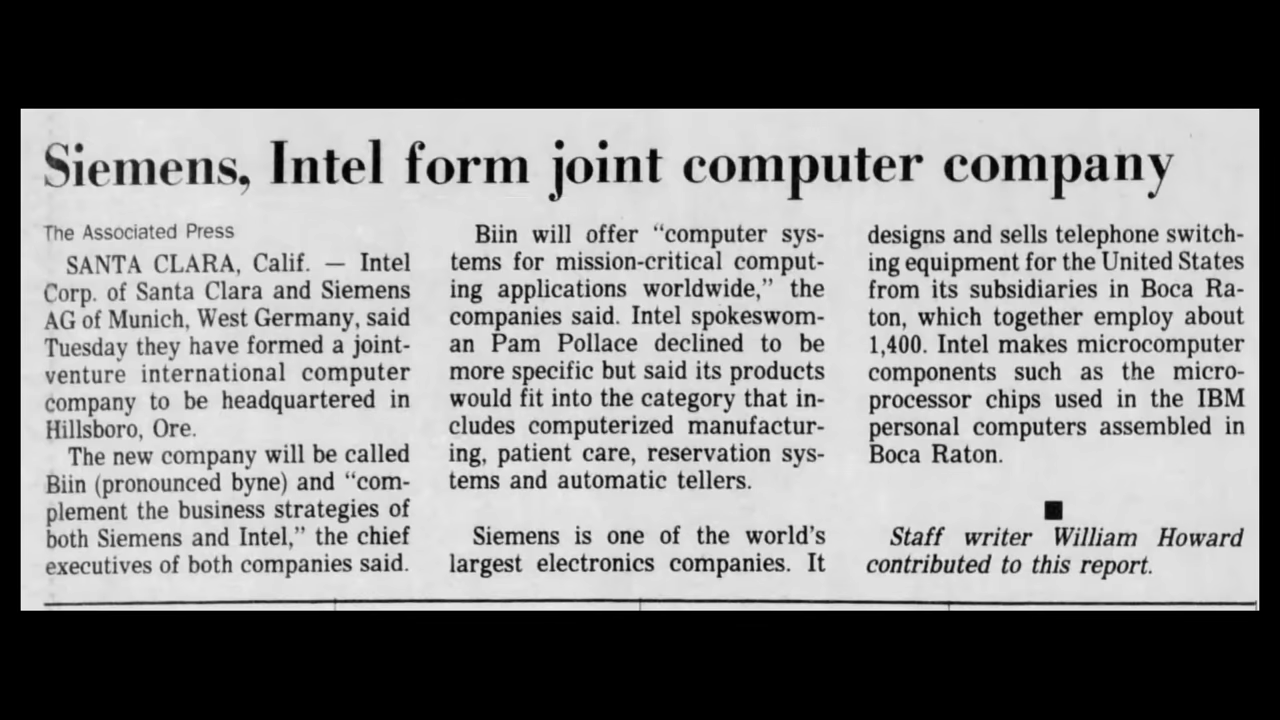 Siemens, Intel form joint computer company
The Associated Press
SANTA CLARA, Calif. — Intel
Corp. of Santa Clara and Siemens
AG of Munich, West Germany, said
Tuesday they have formed a joint-
venture international computer
company to be headquartered in
Hillsboro, Ore.
The new company will be called
Biin (pronounced byne) and “com-
plement the business strategies of
both Siemens and Intel,” the chief
executives of both companies said.
Biin will offer “computer sys-
tems for mission-critical comput-
ing applications worldwide,” the
companies said. Intel spokeswom-
an Pam Pollace declined to be
more specific but said its products
would fit into the category that in-
cludes computerized manufactur-
ing, patient care, reservation sys-
tems and automatic tellers.
Siemens is one of the world’s
largest electronics companies. It
designs and sells telephone switch-
ing equipment for the United States
from its subsidiaries in Boca Ra-
ton, which together employ about
1,400. Intel makes microcomputer
components such as the micro-
processor chips used in the IBM
personal computers assembled in
Boca Raton.
Staff writer William Howard
contributed to this report.